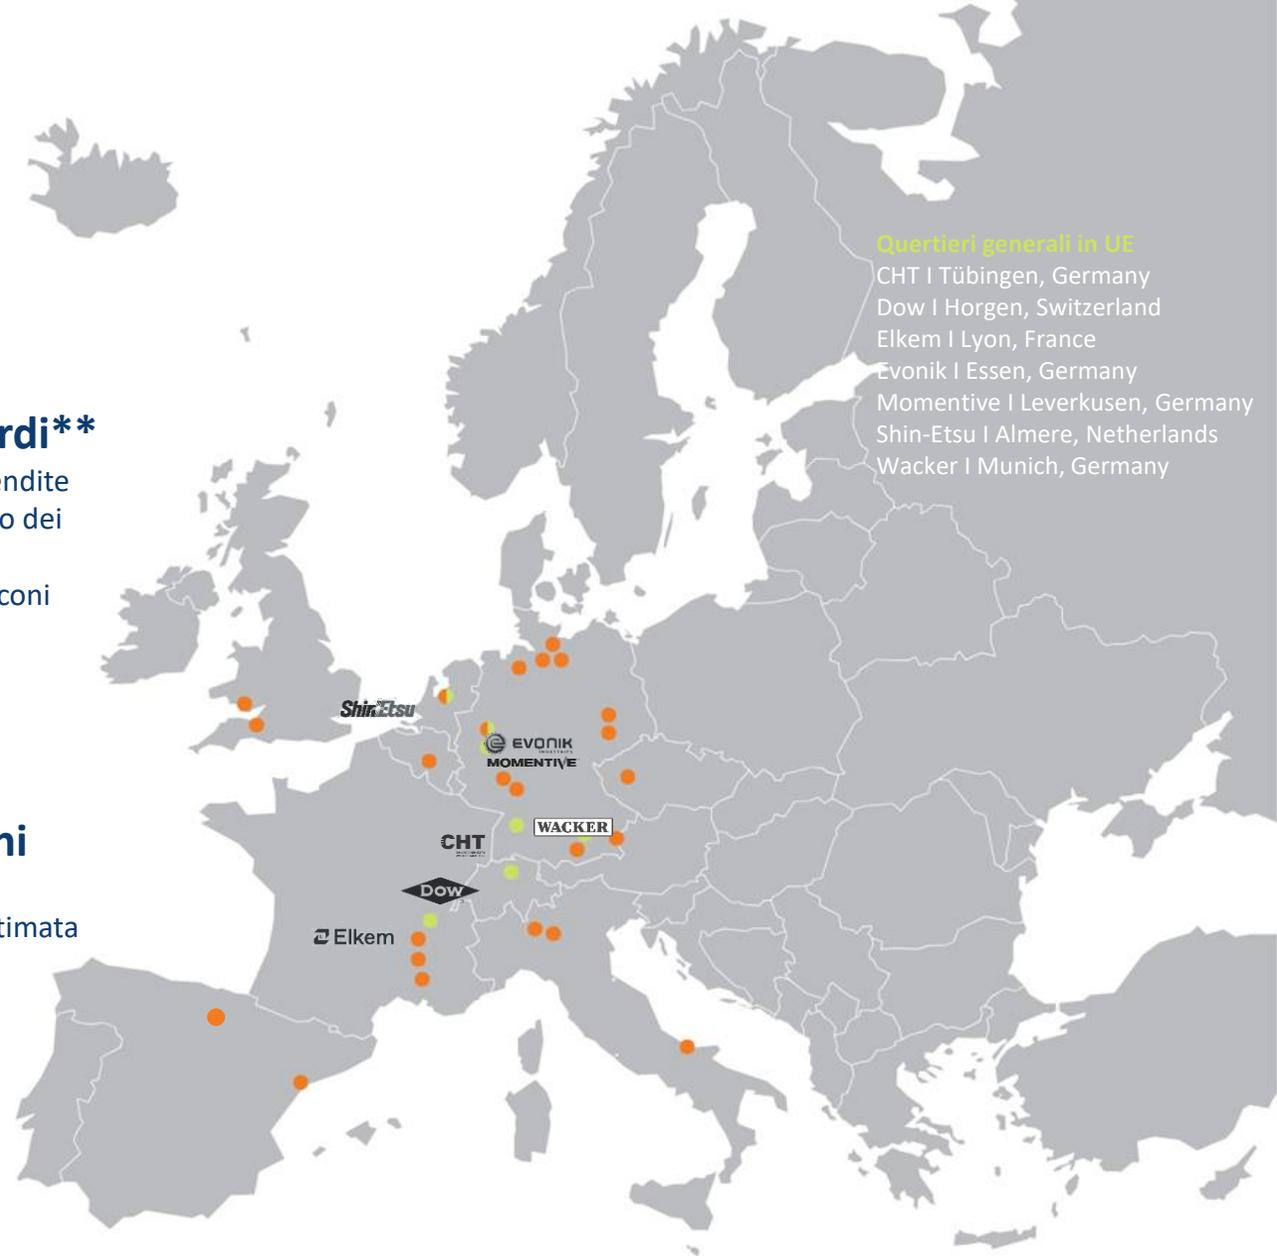 rdi**
endite
o dei
coni
ni
timata
Quertieri generali in UE
CHT I Tübingen, Germany
Dow I Horgen, Switzerland
Elkem I Lyon, France
Evonik I Essen, Germany
Momentive I Leverkusen, Germany
Shin-Etsu I Almere, Netherlands
Wacker I Munich, Germany
ShinEtsu
EVONIK
INDUSTRIES
MOMENTIVE
WACKER
CHT
Dow
Elkem